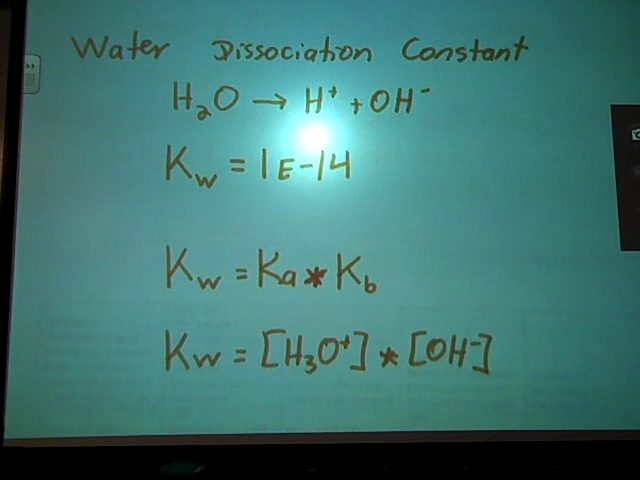 Water Dissociation Constant
H₂O → H⁺ + OH⁻
Kw = 1E-14
Kw = Ka * Kb
Kw = [H₃O⁺] * [OH⁻]